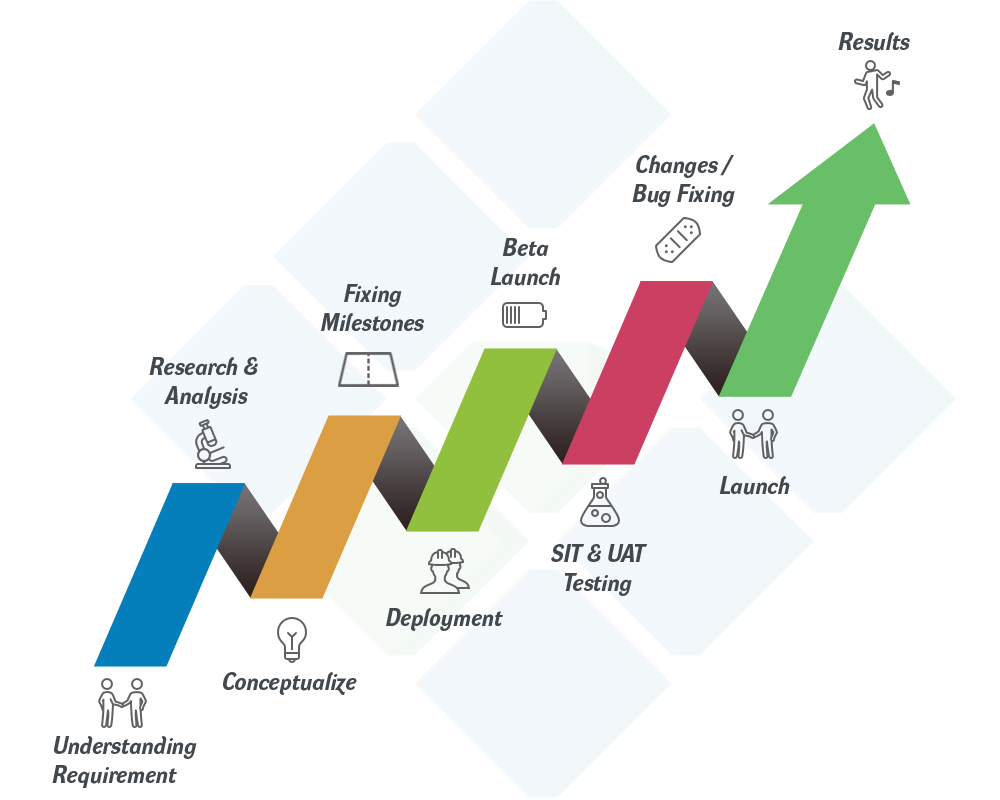 Results
Changes /
Bug Fixing
Beta
Launch
Fixing
Milestones
Research &
Analysis
Launch
SIT & UAT
Testing
Deployment
Conceptualize
Understanding
Requirement